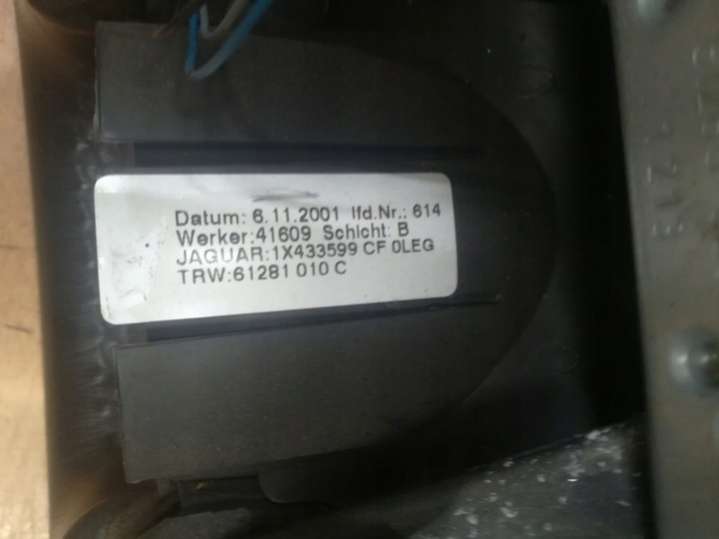 Datum: 6.11.2001 lfd.Nr.: 614
Werker:41609 Schicht: B
JAGUAR:1X433599 CF 0LEG
TRW:61281 010 C